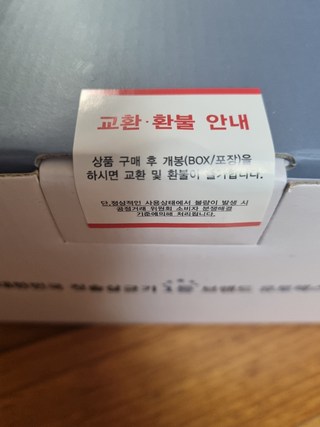 교환·환불 안내
상품 구매 후 개봉(BOX/포장)을
하시면 교환 및 환불이 불가합니다.
단,정상적인 사용상태에서 불량이 발생 시
공정거래 위원회 소비자 분쟁해결
기준에의해 처리됩니다.